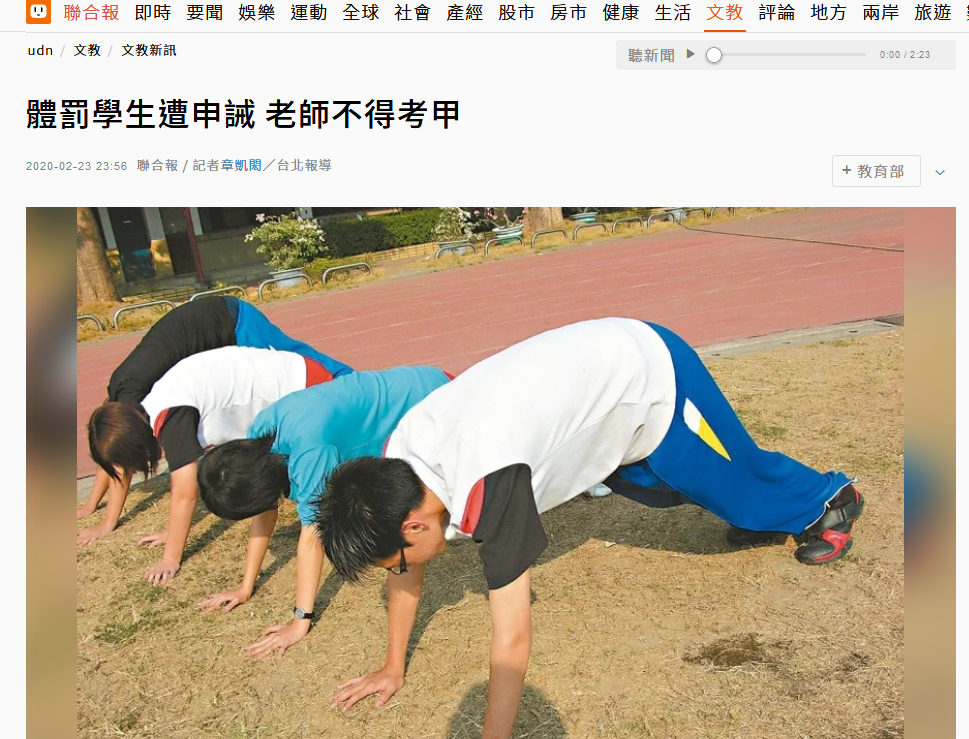 聯合報 即時 要聞 娛樂 運動 全球 社會 產經 股市 房市 健康 生活 文教 評論 地方 兩岸 旅遊
udn / 文教 / 文教新訊
聽新聞 0:00 / 2:23
體罰學生遭申誡 老師不得考甲
2020-02-23 23:56 聯合報 / 記者章凱閎／台北報導
+ 教育部